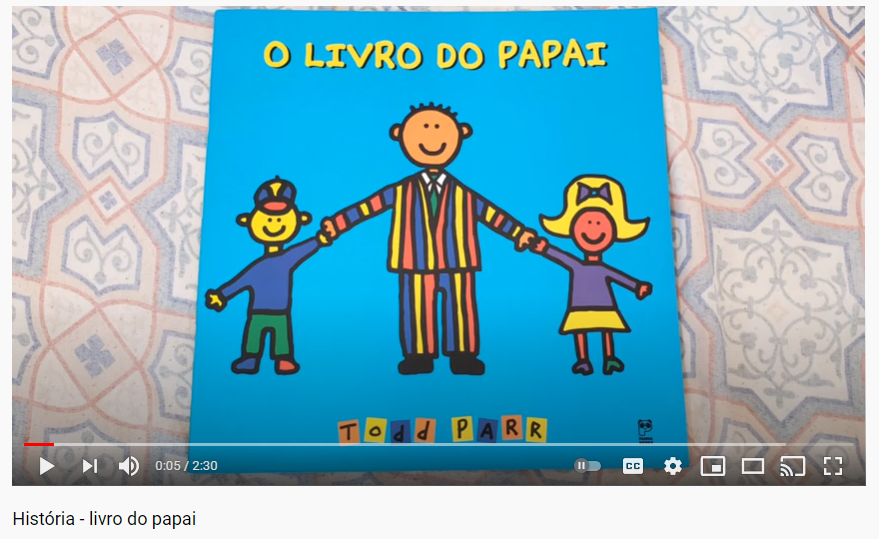 O LIVRO DO PAPAI
Todd PARR
0:05 / 2:30
CC
História - livro do papai